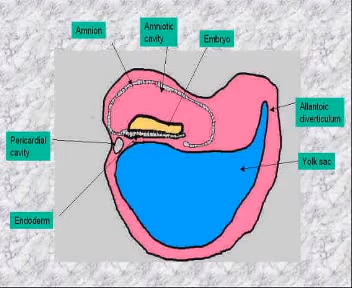 Amnion
Amniotic
cavity
Embryo
Allantoic
diverticulum
Pericardial
cavity
Yolk sac
Endoderm